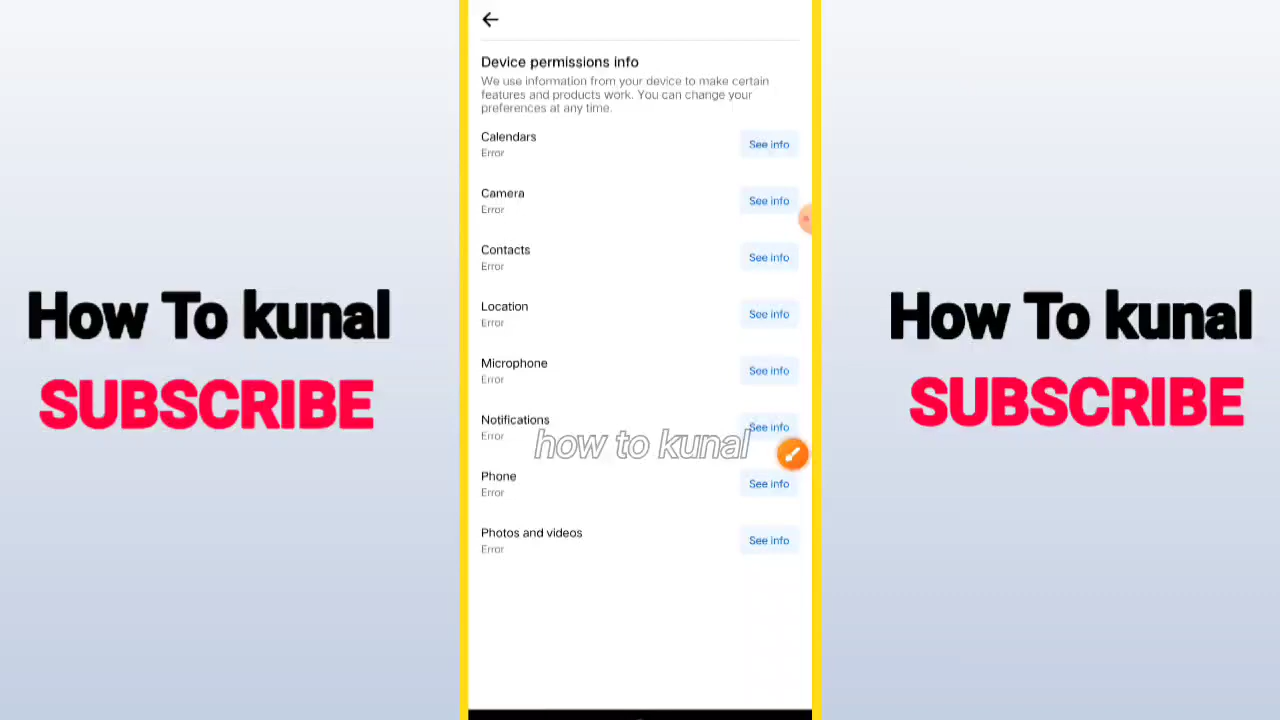 How To kunal
SUBSCRIBE
Device permissions info
We use information from your device to make certain
features and products work. You can change your
preferences at any time.
Calendars
Error
See info
Camera
Error
See info
Contacts
Error
See info
Location
Error
See info
Microphone
Error
See info
Notifications
Error
See info
how to kunal
Phone
Error
See info
Photos and videos
Error
See info
How To kunal
SUBSCRIBE